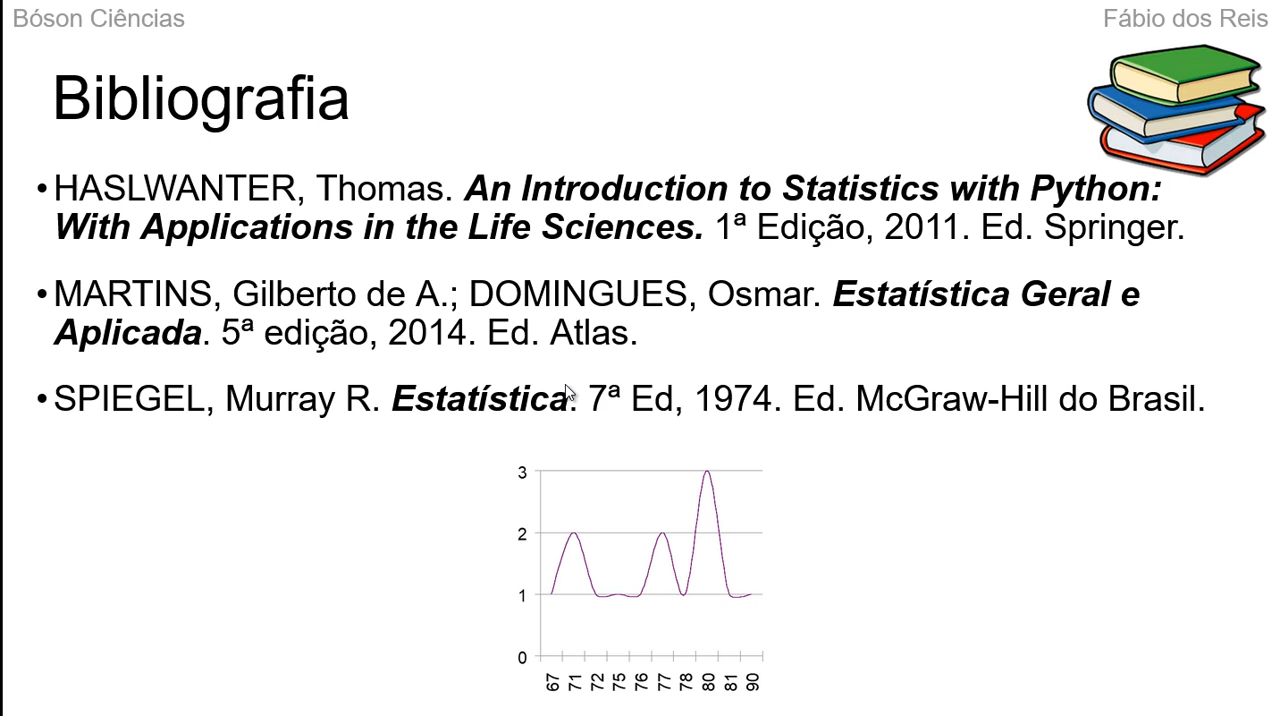 Bóson Ciências
Fábio dos Reis
Bibliografia
•HASLWANTER, Thomas. An Introduction to Statistics with Python:
With Applications in the Life Sciences. 1ª Edição, 2011. Ed. Springer.
•MARTINS, Gilberto de A.; DOMINGUES, Osmar. Estatística Geral e
Aplicada. 5ª edição, 2014. Ed. Atlas.
•SPIEGEL, Murray R. Estatística. 7ª Ed, 1974. Ed. McGraw-Hill do Brasil.
3
2
1
0
67 71 72 75 76 77 78 80 81 90